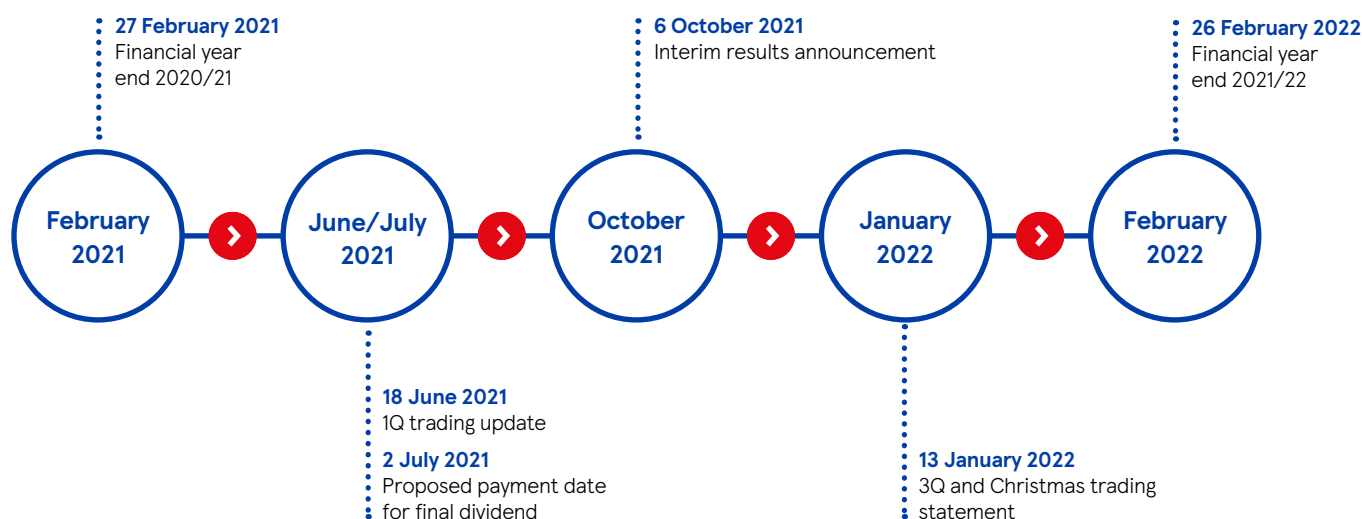 27 February 2021
Financial year
end 2020/21
6 October 2021
Interim results announcement
26 February 2022
Financial year
end 2021/22
February
2021
June/July
2021
October
2021
January
2022
February
2022
18 June 2021
1Q trading update
2 July 2021
Proposed payment date
for final dividend
13 January 2022
3Q and Christmas trading
statement